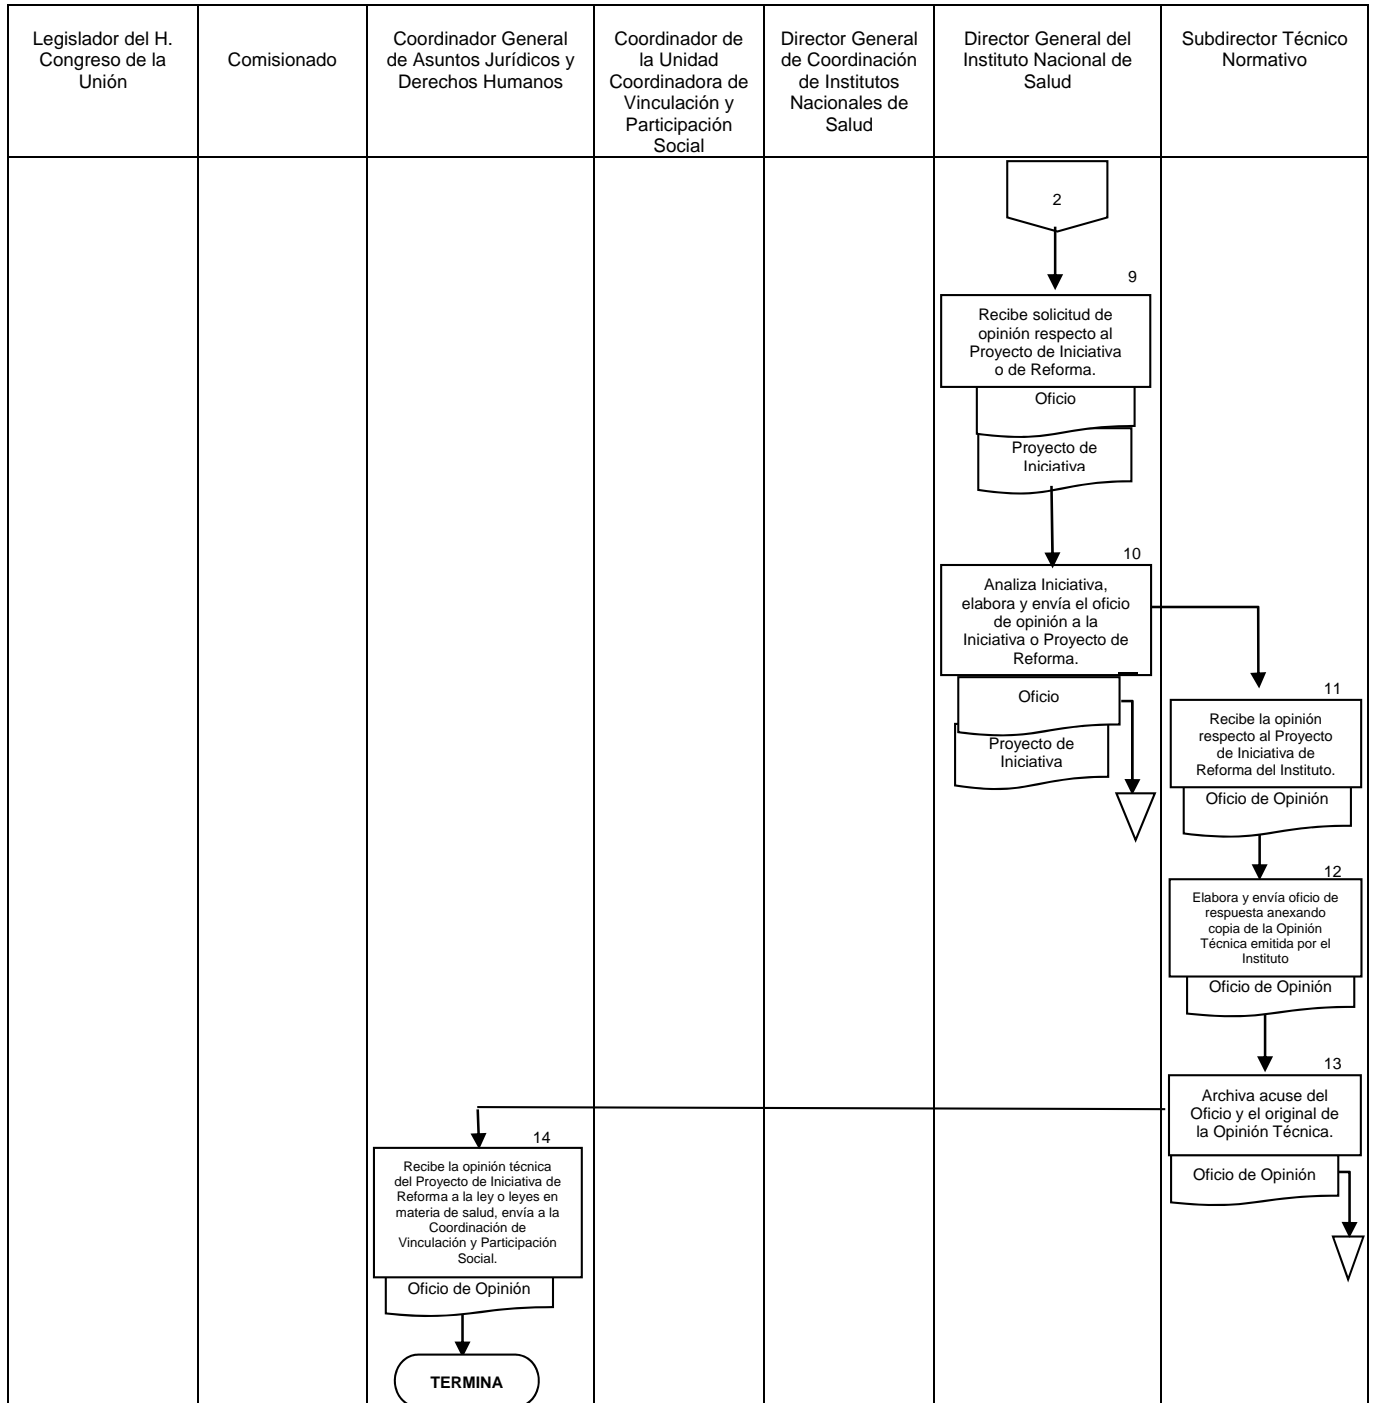 Legislador del H.
Congreso de la
Unión
Comisionado
Coordinador General
de Asuntos Jurídicos y
Derechos Humanos
Coordinador de
la Unidad
Coordinadora de
Vinculación y
Participación
Social
Director General
de Coordinación
de Institutos
Nacionales de
Salud
Director General del
Instituto Nacional de
Salud
Subdirector Técnico
Normativo
2
9
Recibe solicitud de
opinión respecto al
Proyecto de Iniciativa
o de Reforma.
Oficio
Proyecto de
Iniciativa
10
Analiza Iniciativa,
elabora y envía el oficio
de opinión a la
Iniciativa o Proyecto de
Reforma.
Oficio
Proyecto de
Iniciativa
11
Recibe la opinión
respecto al Proyecto
de Iniciativa de
Reforma del Instituto.
Oficio de Opinión
12
Elabora y envía oficio de
respuesta anexando
copia de la Opinión
Técnica emitida por el
Instituto
Oficio de Opinión
13
Archiva acuse del
Oficio y el original de
la Opinión Técnica.
Oficio de Opinión
14
Recibe la opinión técnica
del Proyecto de Iniciativa de
Reforma a la ley o leyes en
materia de salud, envía a la
Coordinación de
Vinculación y Participación
Social.
Oficio de Opinión
TERMINA